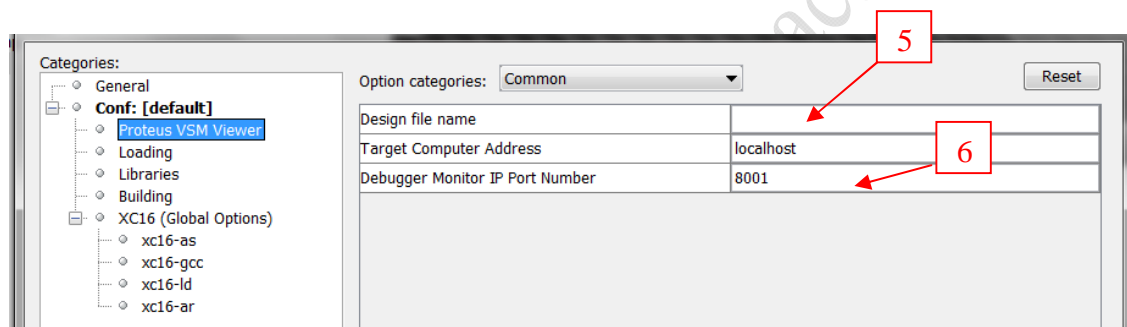 5
Categories:
General
Conf: [default]
Proteus VSM Viewer
Loading
Libraries
Building
XC16 (Global Options)
xc16-as
xc16-gcc
xc16-ld
xc16-ar
Option categories: Common Reset
Design file name
Target Computer Address localhost
6
Debugger Monitor IP Port Number 8001